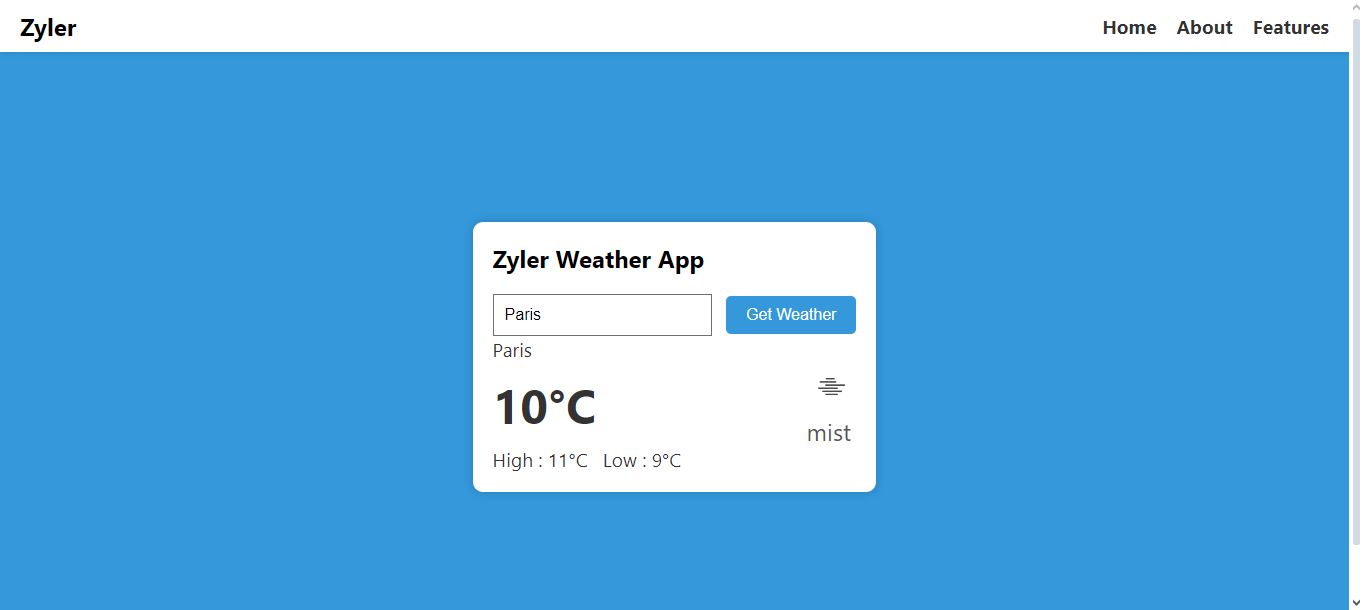 Zyler
Home About Features
Zyler Weather App
Paris Get Weather
Paris
10°C
mist
High : 11°C Low : 9°C